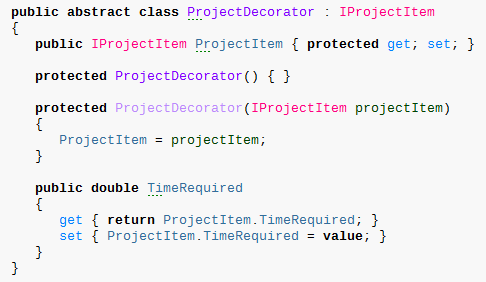 public abstract class ProjectDecorator : IProjectItem
{
public IProjectItem ProjectItem { protected get; set; }
protected ProjectDecorator() { }
protected ProjectDecorator(IProjectItem projectItem)
{
ProjectItem = projectItem;
}
public double TimeRequired
{
get { return ProjectItem.TimeRequired; }
set { ProjectItem.TimeRequired = value; }
}
}